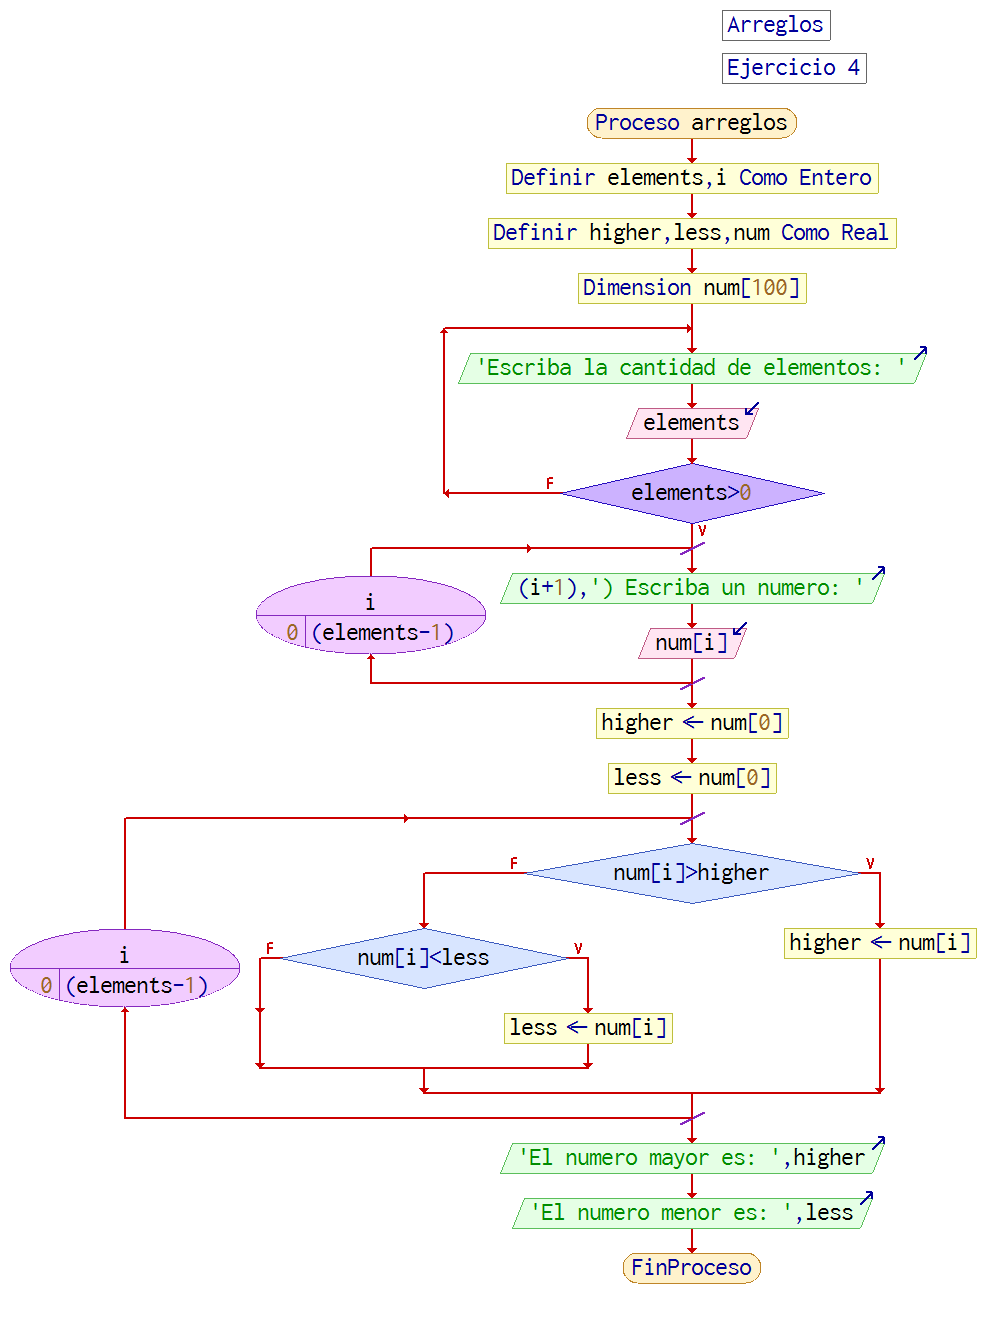 Arreglos
Ejercicio 4
Proceso arreglos
Definir elements,i Como Entero
Definir higher,less,num Como Real
Dimension num[100]
'Escriba la cantidad de elementos: '
elements
F
elements>0
V
(i+1),') Escriba un numero: '
i
0 (elements-1)
num[i]
higher ← num[0]
less ← num[0]
F
num[i]>higher
V
higher ← num[i]
i
0 (elements-1)
F
num[i]<less
V
less ← num[i]
'El numero mayor es: ',higher
'El numero menor es: ',less
FinProceso